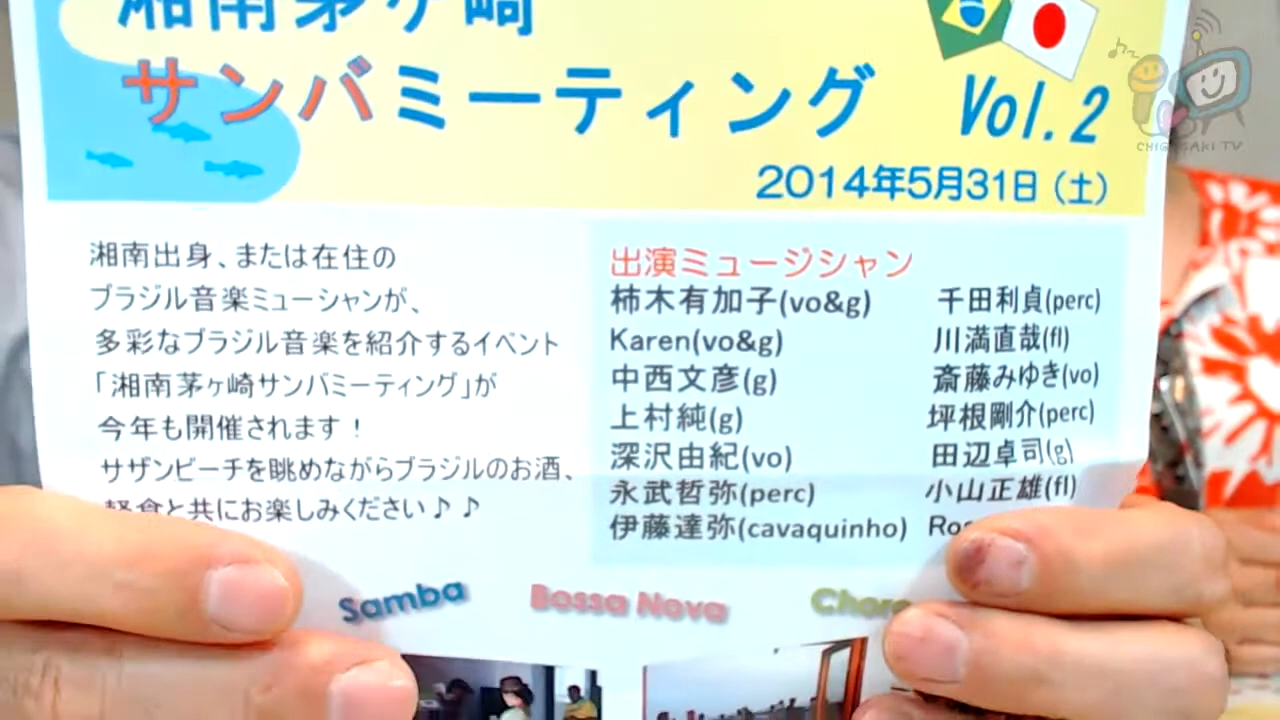 湘南茅ヶ崎
サンバミーティング Vol.2
2014年5月31日(土)
湘南出身、または在住の
ブラジル音楽ミューシャンが、
多彩なブラジル音楽を紹介するイベント
「湘南茅ヶ崎サンバミーティング」が
今年も開催されます!
サザンビーチを眺めながらブラジルのお酒、
軽食と共にお楽しみください♪♪
出演ミュージシャン
柿木有加子(vo&g)
Karen(vo&g)
中西文彦(g)
上村純(g)
深沢由紀(vo)
永武哲弥(perc)
伊藤達弥(cavaquinho)
千田利貞(perc)
川満直哉(fl)
斎藤みゆき(vo)
坪根剛介(perc)
田辺卓司(g)
小山正雄(fl)
Samba Bossa Nova Choro
CHIGASAKI TV